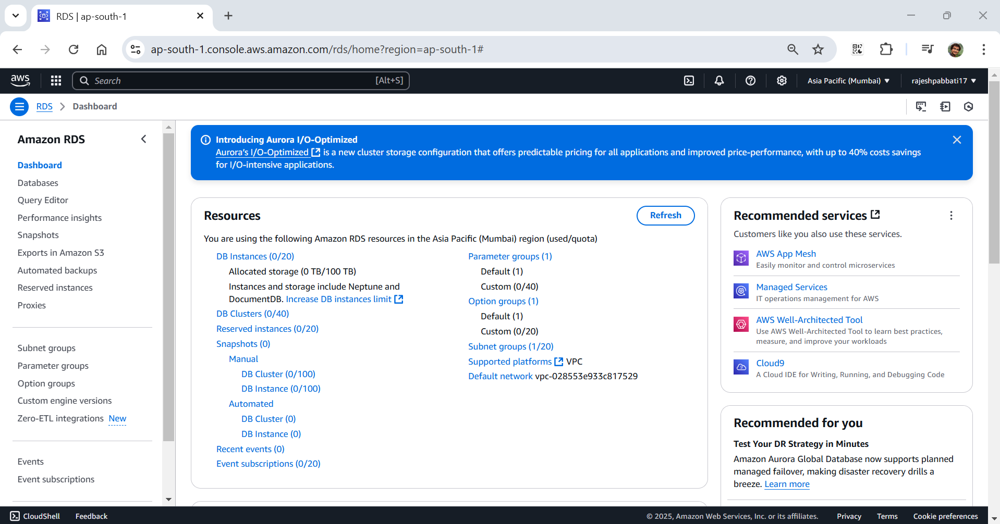 RDS | ap-south-1
ap-south-1.console.aws.amazon.com/rds/home?region=ap-south-1#
aws
Search
[Alt+S]
Asia Pacific (Mumbai)
rajeshpabbati17
RDS
Dashboard
Amazon RDS
Dashboard
Databases
Query Editor
Performance insights
Snapshots
Exports in Amazon S3
Automated backups
Reserved instances
Proxies
Subnet groups
Parameter groups
Option groups
Custom engine versions
Zero-ETL integrations New
Events
Event subscriptions
Introducing Aurora I/O-Optimized
Aurora's I/O-Optimized is a new cluster storage configuration that offers predictable pricing for all applications and improved price-performance, with up to 40% costs savings
for I/O-intensive applications.
Resources
Refresh
You are using the following Amazon RDS resources in the Asia Pacific (Mumbai) region (used/quota)
DB Instances (0/20)
Allocated storage (0 TB/100 TB)
Instances and storage include Neptune and
DocumentDB. Increase DB instances limit
DB Clusters (0/40)
Reserved instances (0/20)
Snapshots (0)
Manual
DB Cluster (0/100)
DB Instance (0/100)
Automated
DB Cluster (0)
DB Instance (0)
Recent events (0)
Event subscriptions (0/20)
Parameter groups (1)
Default (1)
Custom (0/40)
Option groups (1)
Default (1)
Custom (0/20)
Subnet groups (1/20)
Supported platforms VPC
Default network vpc-028553e933c817529
Recommended services
Customers like you also use these services.
AWS App Mesh
Easily monitor and control microservices
Managed Services
IT operations management for AWS
AWS Well-Architected Tool
Use AWS Well-Architected Tool to learn best practices,
measure, and improve your workloads
Cloud9
A Cloud IDE for Writing, Running, and Debugging Code
Recommended for you
Test Your DR Strategy in Minutes
Amazon Aurora Global Database now supports planned
managed failover, making disaster recovery drills a
breeze. Learn more
CloudShell
Feedback
© 2025, Amazon Web Services, Inc. or its affiliates.
Privacy
Terms
Cookie preferences